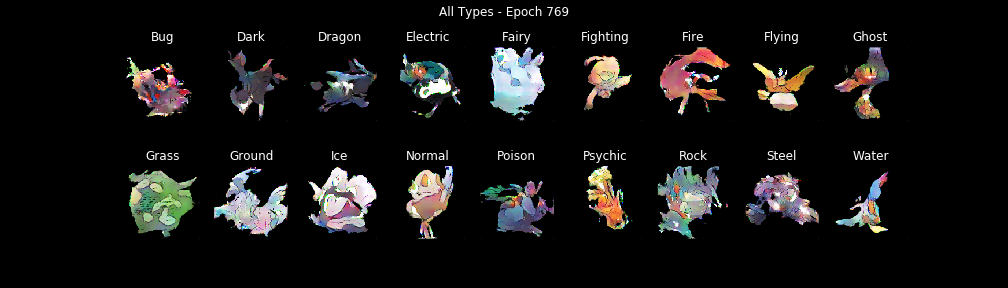 All Types - Epoch 769
Bug Dark Dragon Electric Fairy Fighting Fire Flying Ghost
Grass Ground Ice Normal Poison Psychic Rock Steel Water